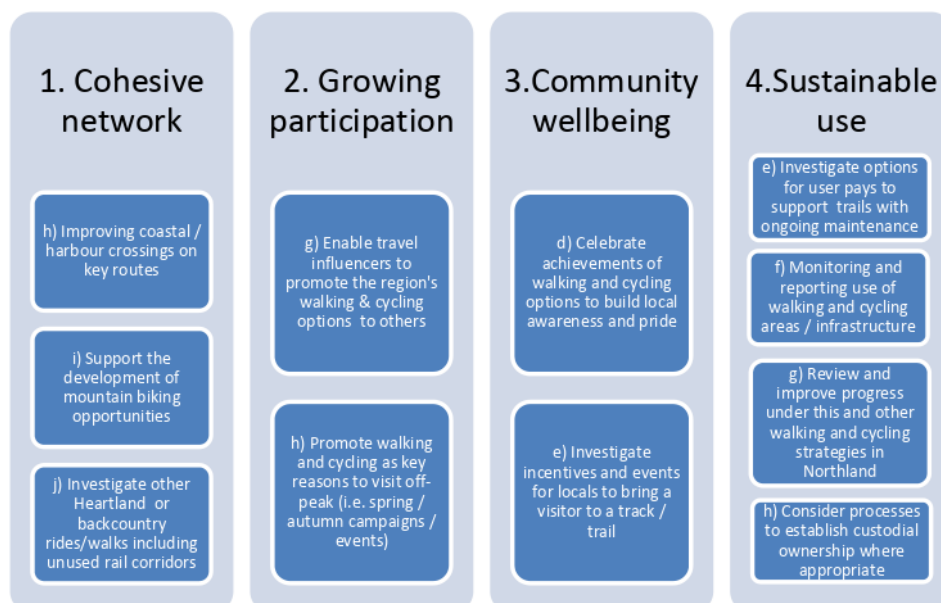 1. Cohesive
network
h) Improving coastal /
harbour crossings on
key routes
i) Support the
development of
mountain biking
opportunities
j) Investigate other
Heartland or
backcountry
rides/walks including
unused rail corridors
2. Growing
participation
g) Enable travel
influencers to
promote the region's
walking & cycling
options to others
h) Promote walking
and cycling as key
reasons to visit off-
peak (i.e. spring /
autumn campaigns /
events)
3.Community
wellbeing
d) Celebrate
achievements of
walking and cycling
options to build local
awareness and pride
e) Investigate
incentives and events
for locals to bring a
visitor to a track /
trail
4.Sustainable
use
e) Investigate options
for user pays to
support trails with
ongoing maintenance
f) Monitoring and
reporting use of
walking and cycling
areas / infrastructure
g) Review and
improve progress
under this and other
walking and cycling
strategies in
Northland
h) Consider processes
to establish custodial
ownership where
appropriate